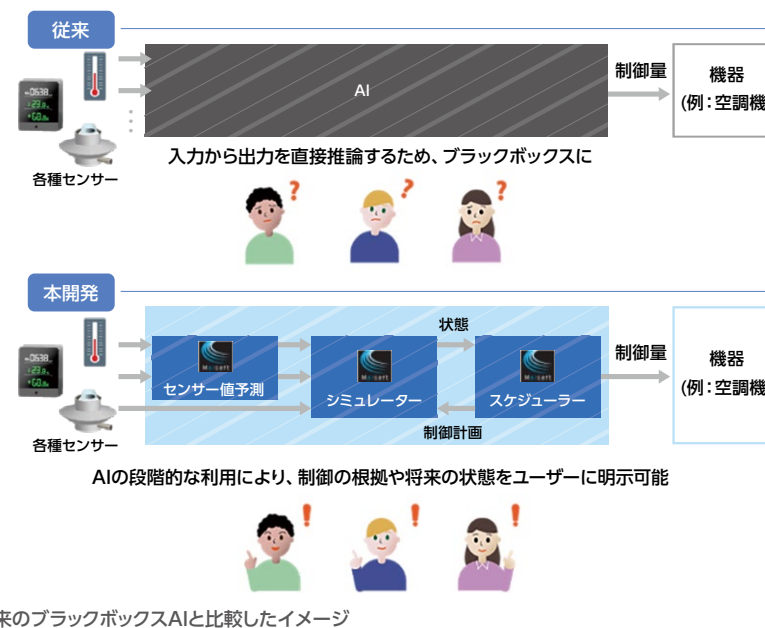 従来
AI
制御量
機器
(例：空調機
各種センサー
入力から出力を直接推論するため、ブラックボックスに
? ? ?
本開発
状態
制御量
機器
(例：空調機
センサー値予測
シミュレーター
スケジューラー
制御計画
各種センサー
AIの段階的な利用により、制御の根拠や将来の状態をユーザーに明示可能
! ! !
来のブラックボックスAIと比較したイメージ